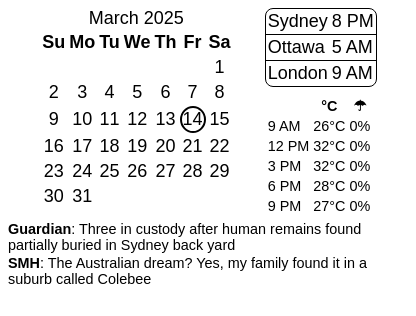 March 2025
Su Mo Tu We Th Fr Sa
1
2 3 4 5 6 7 8
9 10 11 12 13 14 15
16 17 18 19 20 21 22
23 24 25 26 27 28 29
30 31
Sydney 8 PM
Ottawa 5 AM
London 9 AM
°C ☂
9 AM 26°C 0%
12 PM 32°C 0%
3 PM 32°C 0%
6 PM 28°C 0%
9 PM 27°C 0%
Guardian: Three in custody after human remains found
partially buried in Sydney back yard
SMH: The Australian dream? Yes, my family found it in a
suburb called Colebee